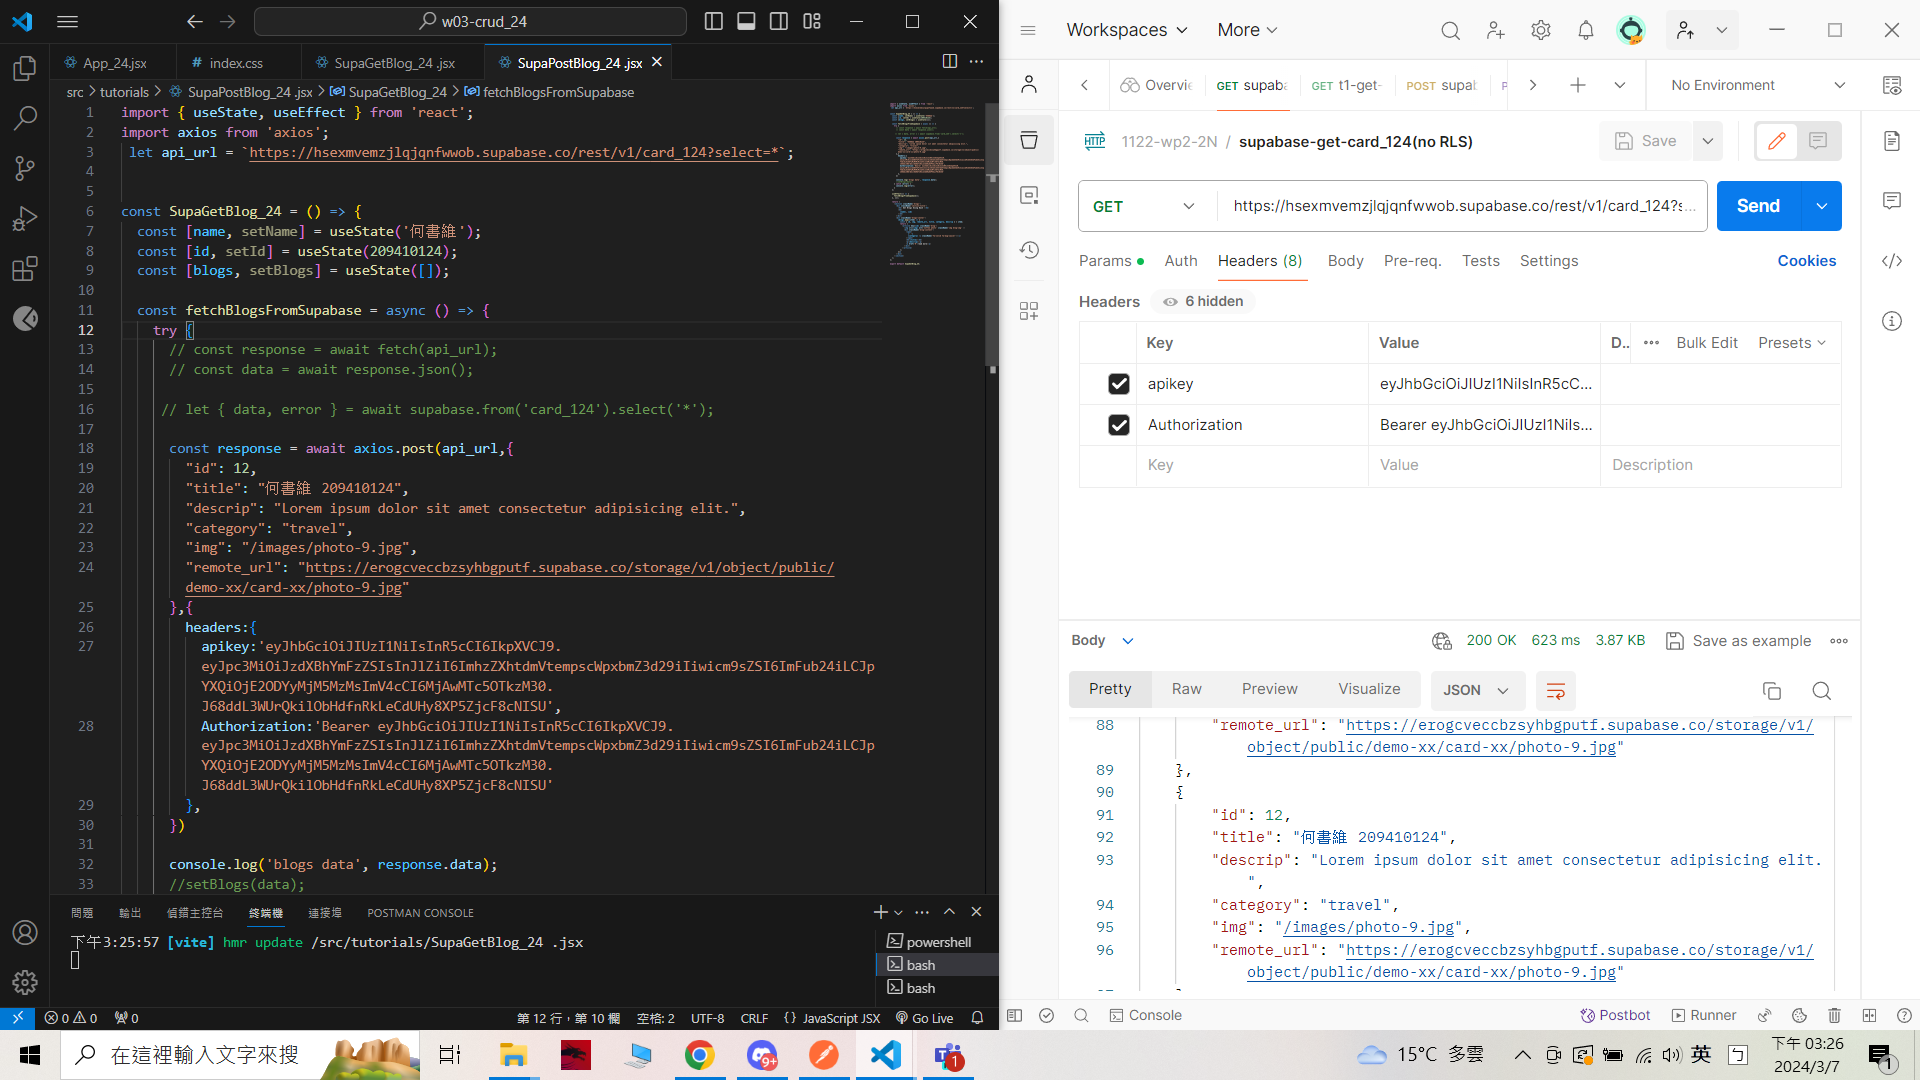 w03-crud_24
App_24.jsx
index.css
SupaGetBlog_24 .jsx
SupaPostBlog_24 .jsx
src > tutorials > SupaPostBlog_24 .jsx > SupaGetBlog_24 > fetchBlogsFromSupabase
1 import { useState, useEffect } from 'react';
2 import axios from 'axios';
3 let api_url = `https://hsexmvemzjlqjqnfwwob.supabase.co/rest/v1/card_124?select=*`;
4
5
6 const SupaGetBlog_24 = () => {
7 const [name, setName] = useState('何書維');
8 const [id, setId] = useState(209410124);
9 const [blogs, setBlogs] = useState([]);
10
11 const fetchBlogsFromSupabase = async () => {
12 try {
13 // const response = await fetch(api_url);
14 // const data = await response.json();
15
16 // let { data, error } = await supabase.from('card_124').select('*');
17
18 const response = await axios.post(api_url,{
19 "id": 12,
20 "title": "何書維 209410124",
21 "descrip": "Lorem ipsum dolor sit amet consectetur adipisicing elit.",
22 "category": "travel",
23 "img": "/images/photo-9.jpg",
24 "remote_url": "https://erogcveccbzsyhbgputf.supabase.co/storage/v1/object/public/
demo-xx/card-xx/photo-9.jpg"
25 },{
26 headers:{
27 apikey:'eyJhbGciOiJIUzI1NiIsInR5cCI6IkpXVCJ9.
28 Authorization:'Bearer eyJhbGciOiJIUzI1NiIsInR5cCI6IkpXVCJ9.
29 },
30 })
31
32 console.log('blogs data', response.data);
33 //setBlogs(data);
問題 輸出 偵錯主控台 終端機 連接埠 POSTMAN CONSOLE
下午3:25:57 [vite] hmr update /src/tutorials/SupaGetBlog_24 .jsx
powershell
bash
bash
0 0 0
第 12 行，第 10 欄 空格: 2 UTF-8 CRLF {} JavaScript JSX Go Live
Workspaces More
Overvie GET supaba GET t1-get- POST supab No Environment
HTTP 1122-wp2-2N / supabase-get-card_124(no RLS) Save
GET https://hsexmvemzjlqjqnfwwob.supabase.co/rest/v1/card_124?s... Send
Params Auth Headers (8) Body Pre-req. Tests Settings Cookies
Headers 6 hidden
Key Value D.. Bulk Edit Presets
apikey eyJhbGciOiJIUzI1NiIsInR5cC...
Authorization Bearer eyJhbGciOiJIUzI1NiIs...
Key Value Description
Body 200 OK 623 ms 3.87 KB Save as example
Pretty Raw Preview Visualize JSON
88 "remote_url": "https://erogcveccbzsyhbgputf.supabase.co/storage/v1/
object/public/demo-xx/card-xx/photo-9.jpg"
89 },
90 {
91 "id": 12,
92 "title": "何書維 209410124",
93 "descrip": "Lorem ipsum dolor sit amet consectetur adipisicing elit.
",
94 "category": "travel",
95 "img": "/images/photo-9.jpg",
96 "remote_url": "https://erogcveccbzsyhbgputf.supabase.co/storage/v1/
object/public/demo-xx/card-xx/photo-9.jpg"
Console Postbot Runner
在這裡輸入文字來搜
9+
1
15°C 多雲
英
下午 03:26
2024/3/7
1